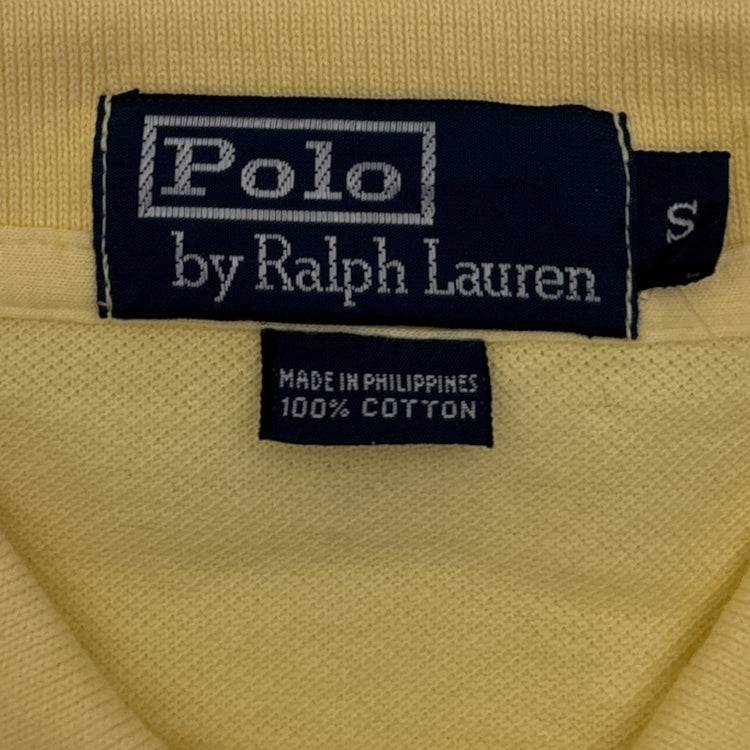 Polo
by Ralph Lauren
S
MADE IN PHILIPPINES
100% COTTON